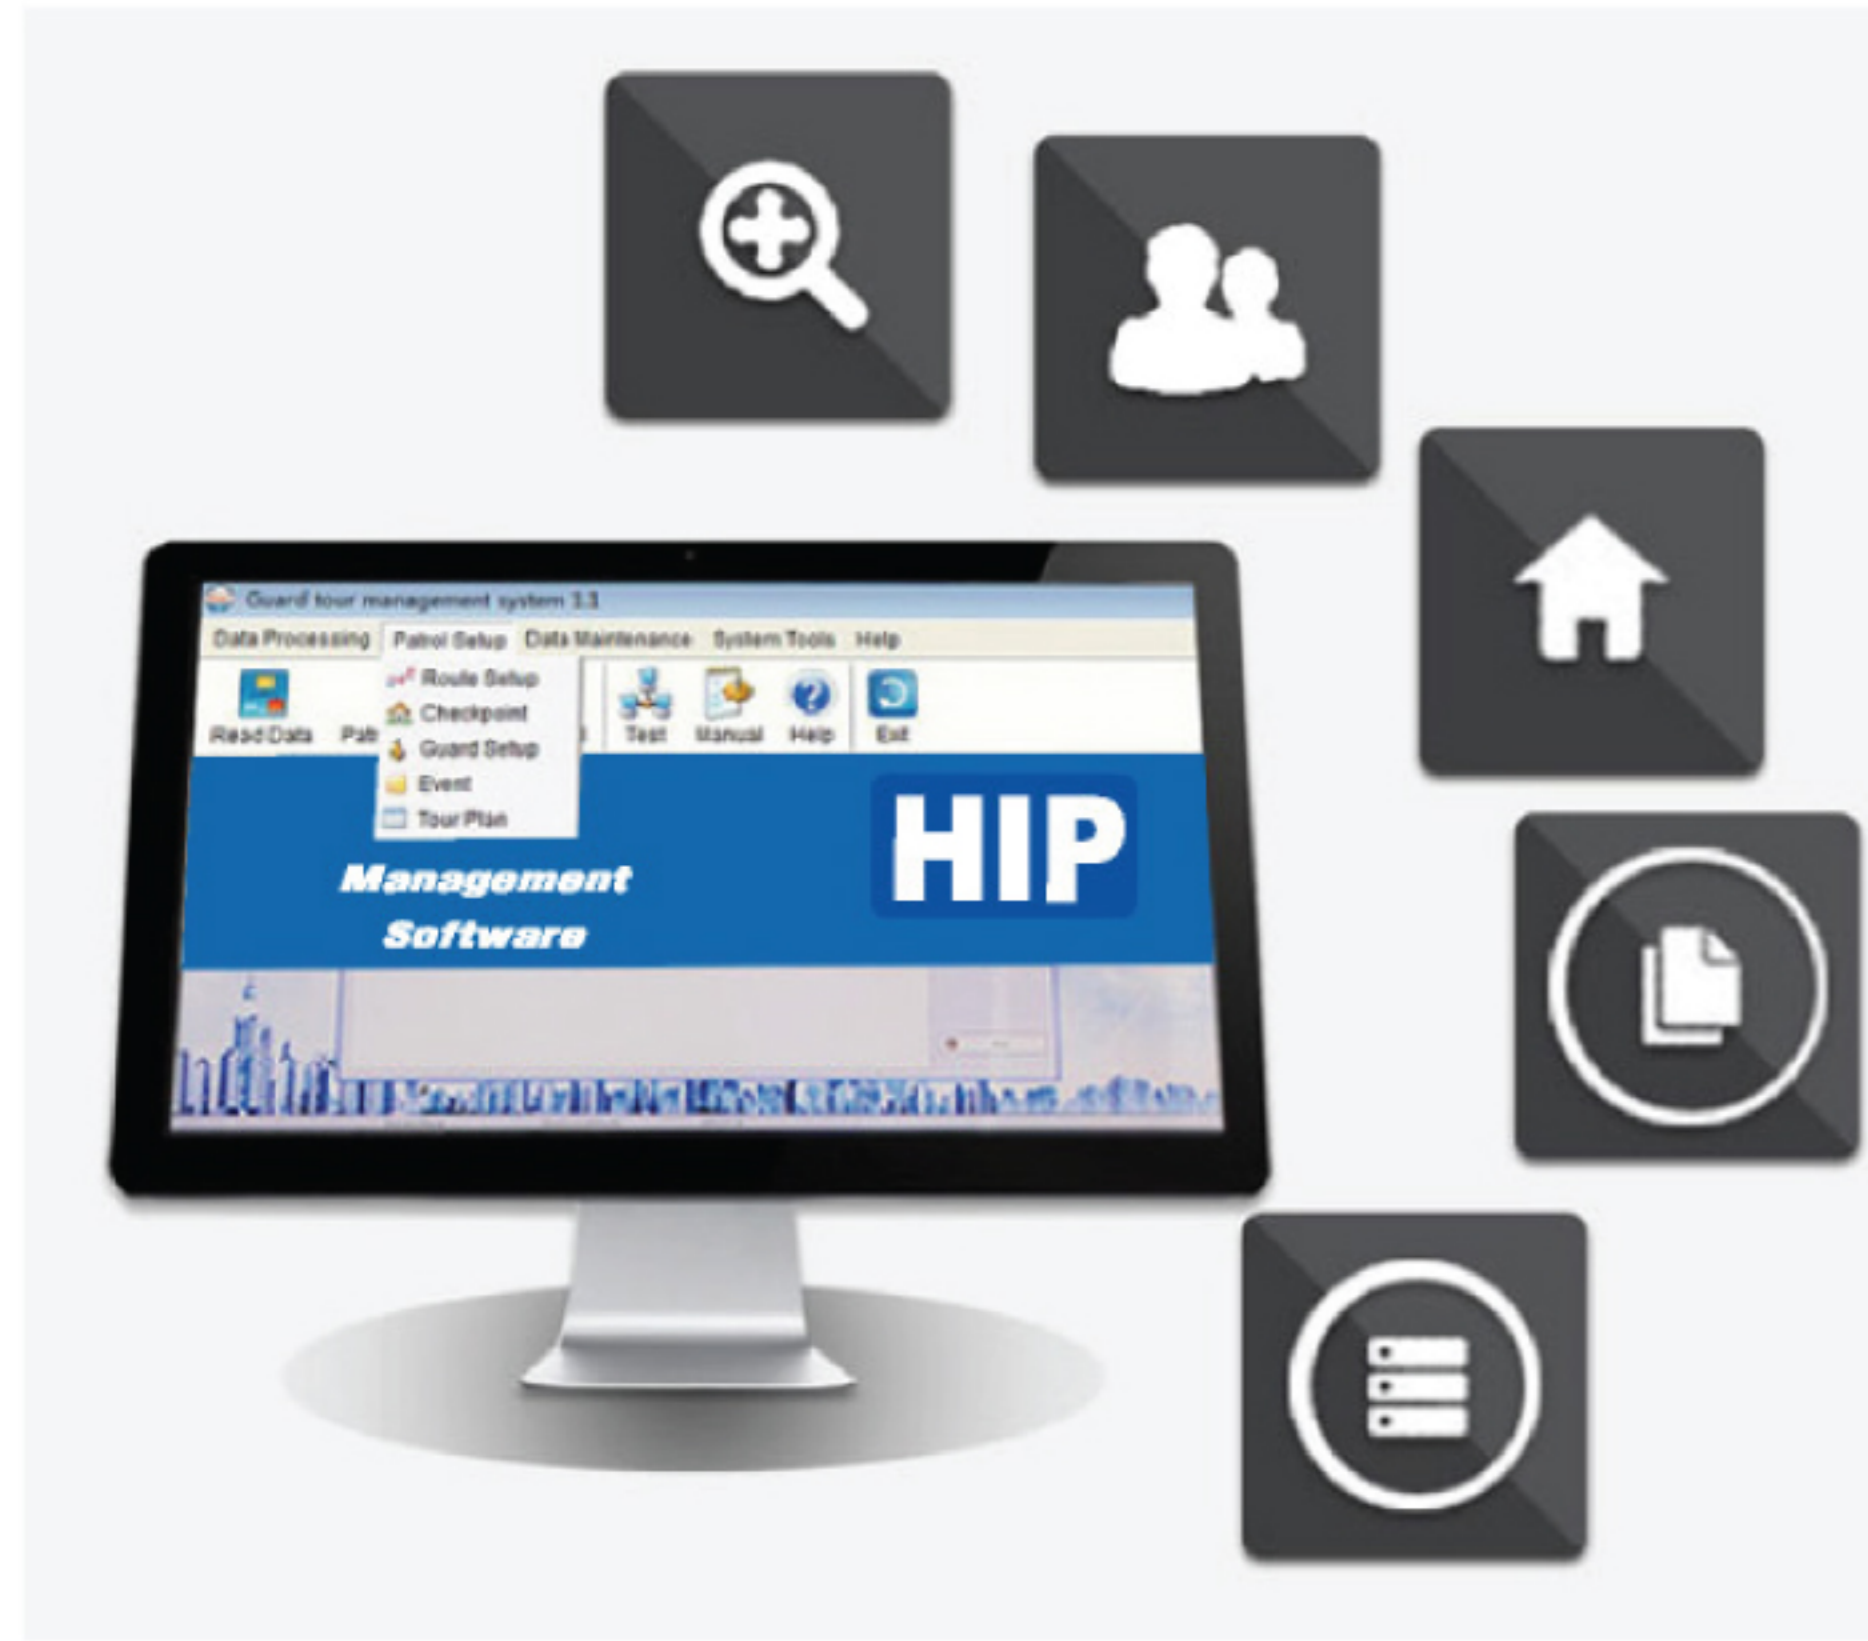 Guard tour management system 3.3
Data Processing Patrol Setup Data Maintenance System Tools Help
Route Setup
Checkpoint
Guard Setup
Event
Tour Plan
Read Data Test Manual Help Exit
HIP
Management
Software